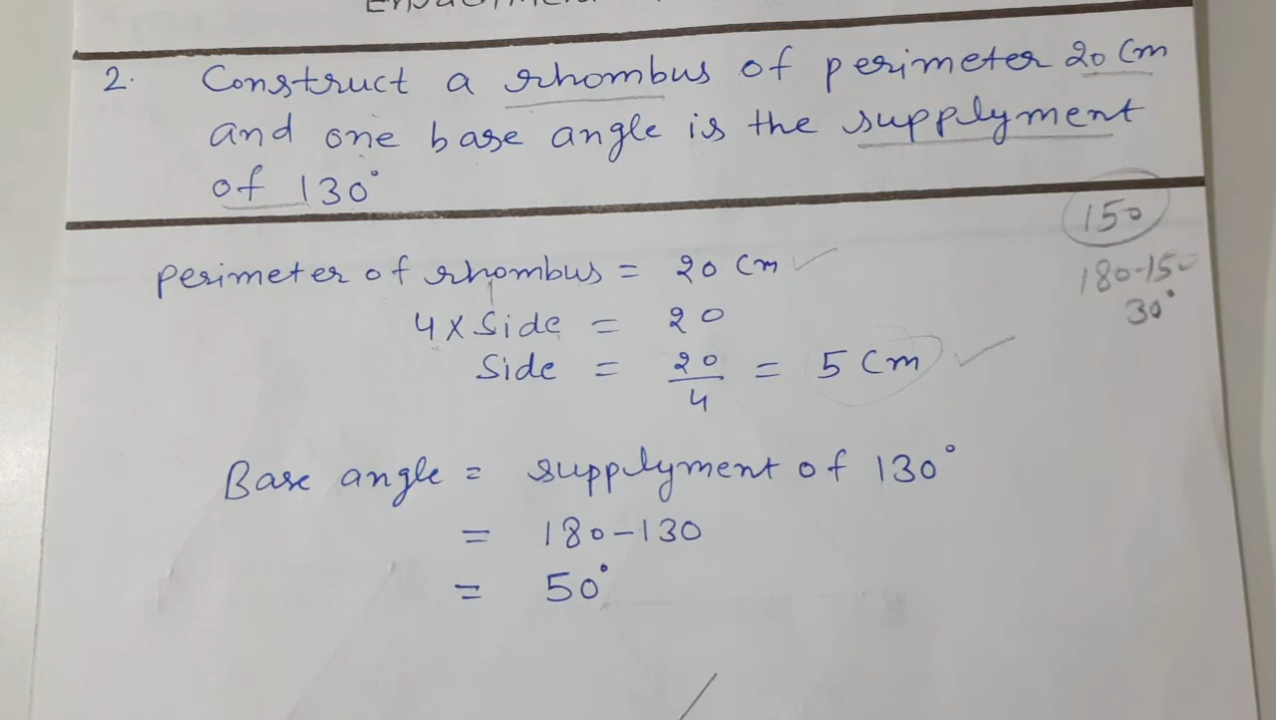 2. Construct a rhombus of perimeter 20 cm
and one base angle is the supplyment
of 130°
150
180-150
30°
perimeter of rhombus = 20 cm
4 x Side = 20
Side = 20/4 = 5 cm
Base angle = supplyment of 130°
= 180-130
= 50°